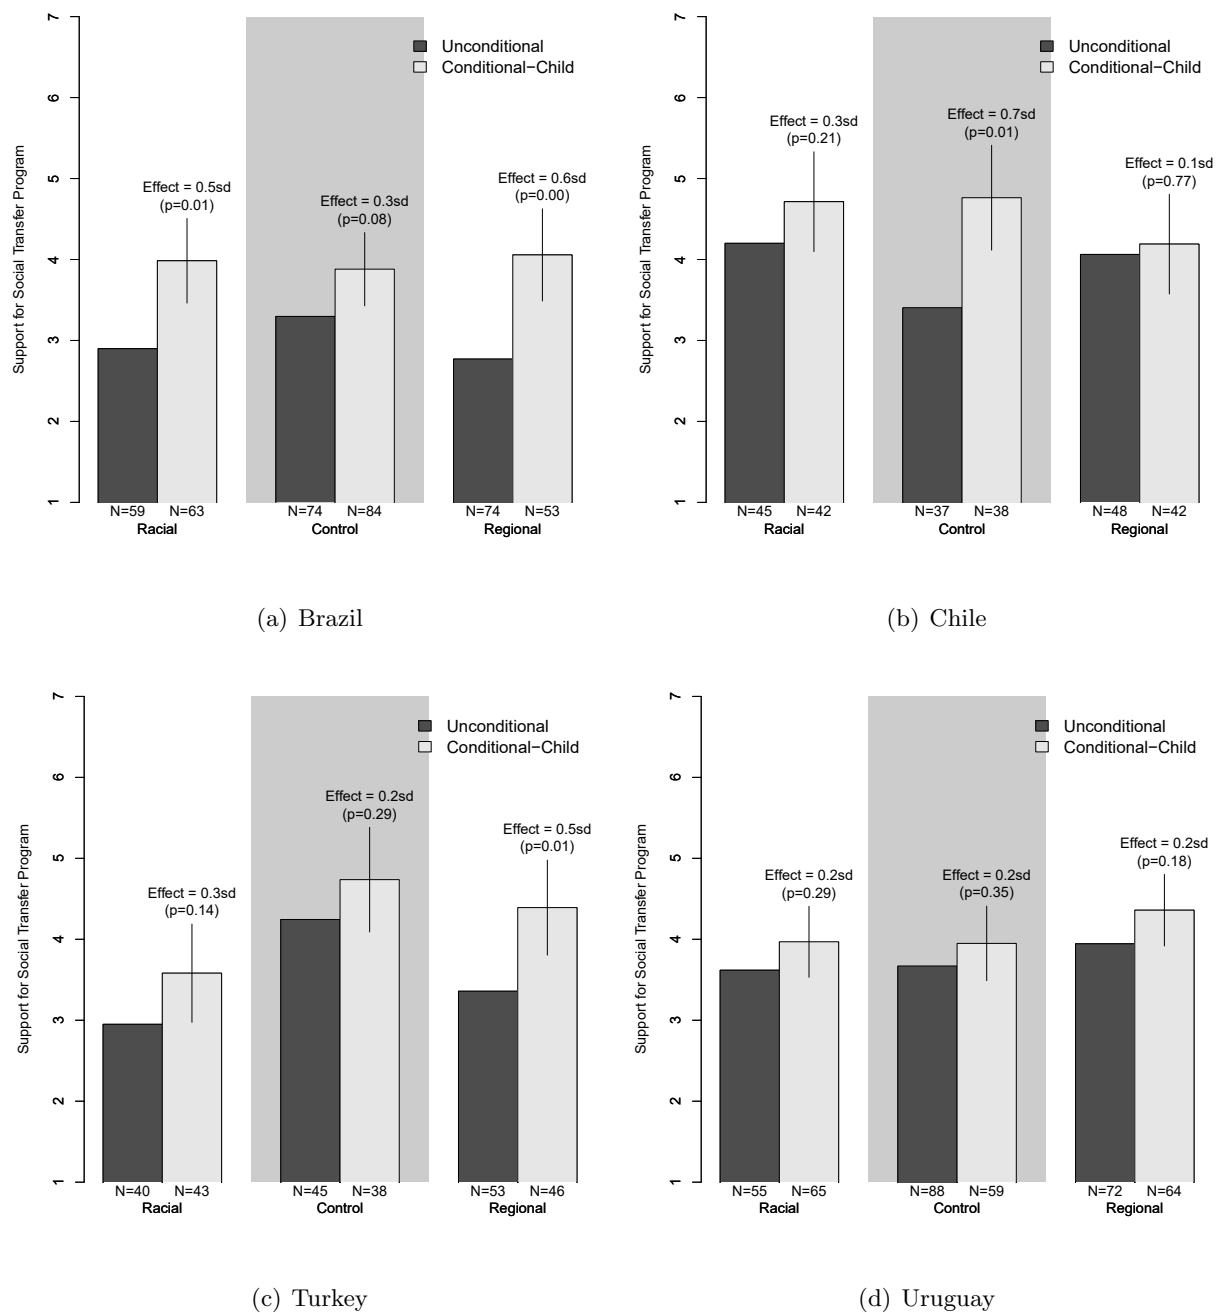 7
6
5
4
3
2
1
Support for Social Transfer Program
Unconditional
Conditional−Child
Effect = 0.5sd
(p=0.01)
Effect = 0.3sd
(p=0.08)
Effect = 0.6sd
(p=0.00)
N=59 N=63 N=74 N=84 N=74 N=53
Racial Control Regional
(a) Brazil
7
6
5
4
3
2
1
Support for Social Transfer Program
Unconditional
Conditional−Child
Effect = 0.3sd
(p=0.21)
Effect = 0.7sd
(p=0.01)
Effect = 0.1sd
(p=0.77)
N=45 N=42 N=37 N=38 N=48 N=42
Racial Control Regional
(b) Chile
7
6
5
4
3
2
1
Support for Social Transfer Program
Unconditional
Conditional−Child
Effect = 0.3sd
(p=0.14)
Effect = 0.2sd
(p=0.29)
Effect = 0.5sd
(p=0.01)
N=40 N=43 N=45 N=38 N=53 N=46
Racial Control Regional
(c) Turkey
7
6
5
4
3
2
1
Support for Social Transfer Program
Unconditional
Conditional−Child
Effect = 0.2sd
(p=0.29)
Effect = 0.2sd
(p=0.35)
Effect = 0.2sd
(p=0.18)
N=55 N=65 N=88 N=59 N=72 N=64
Racial Control Regional
(d) Uruguay